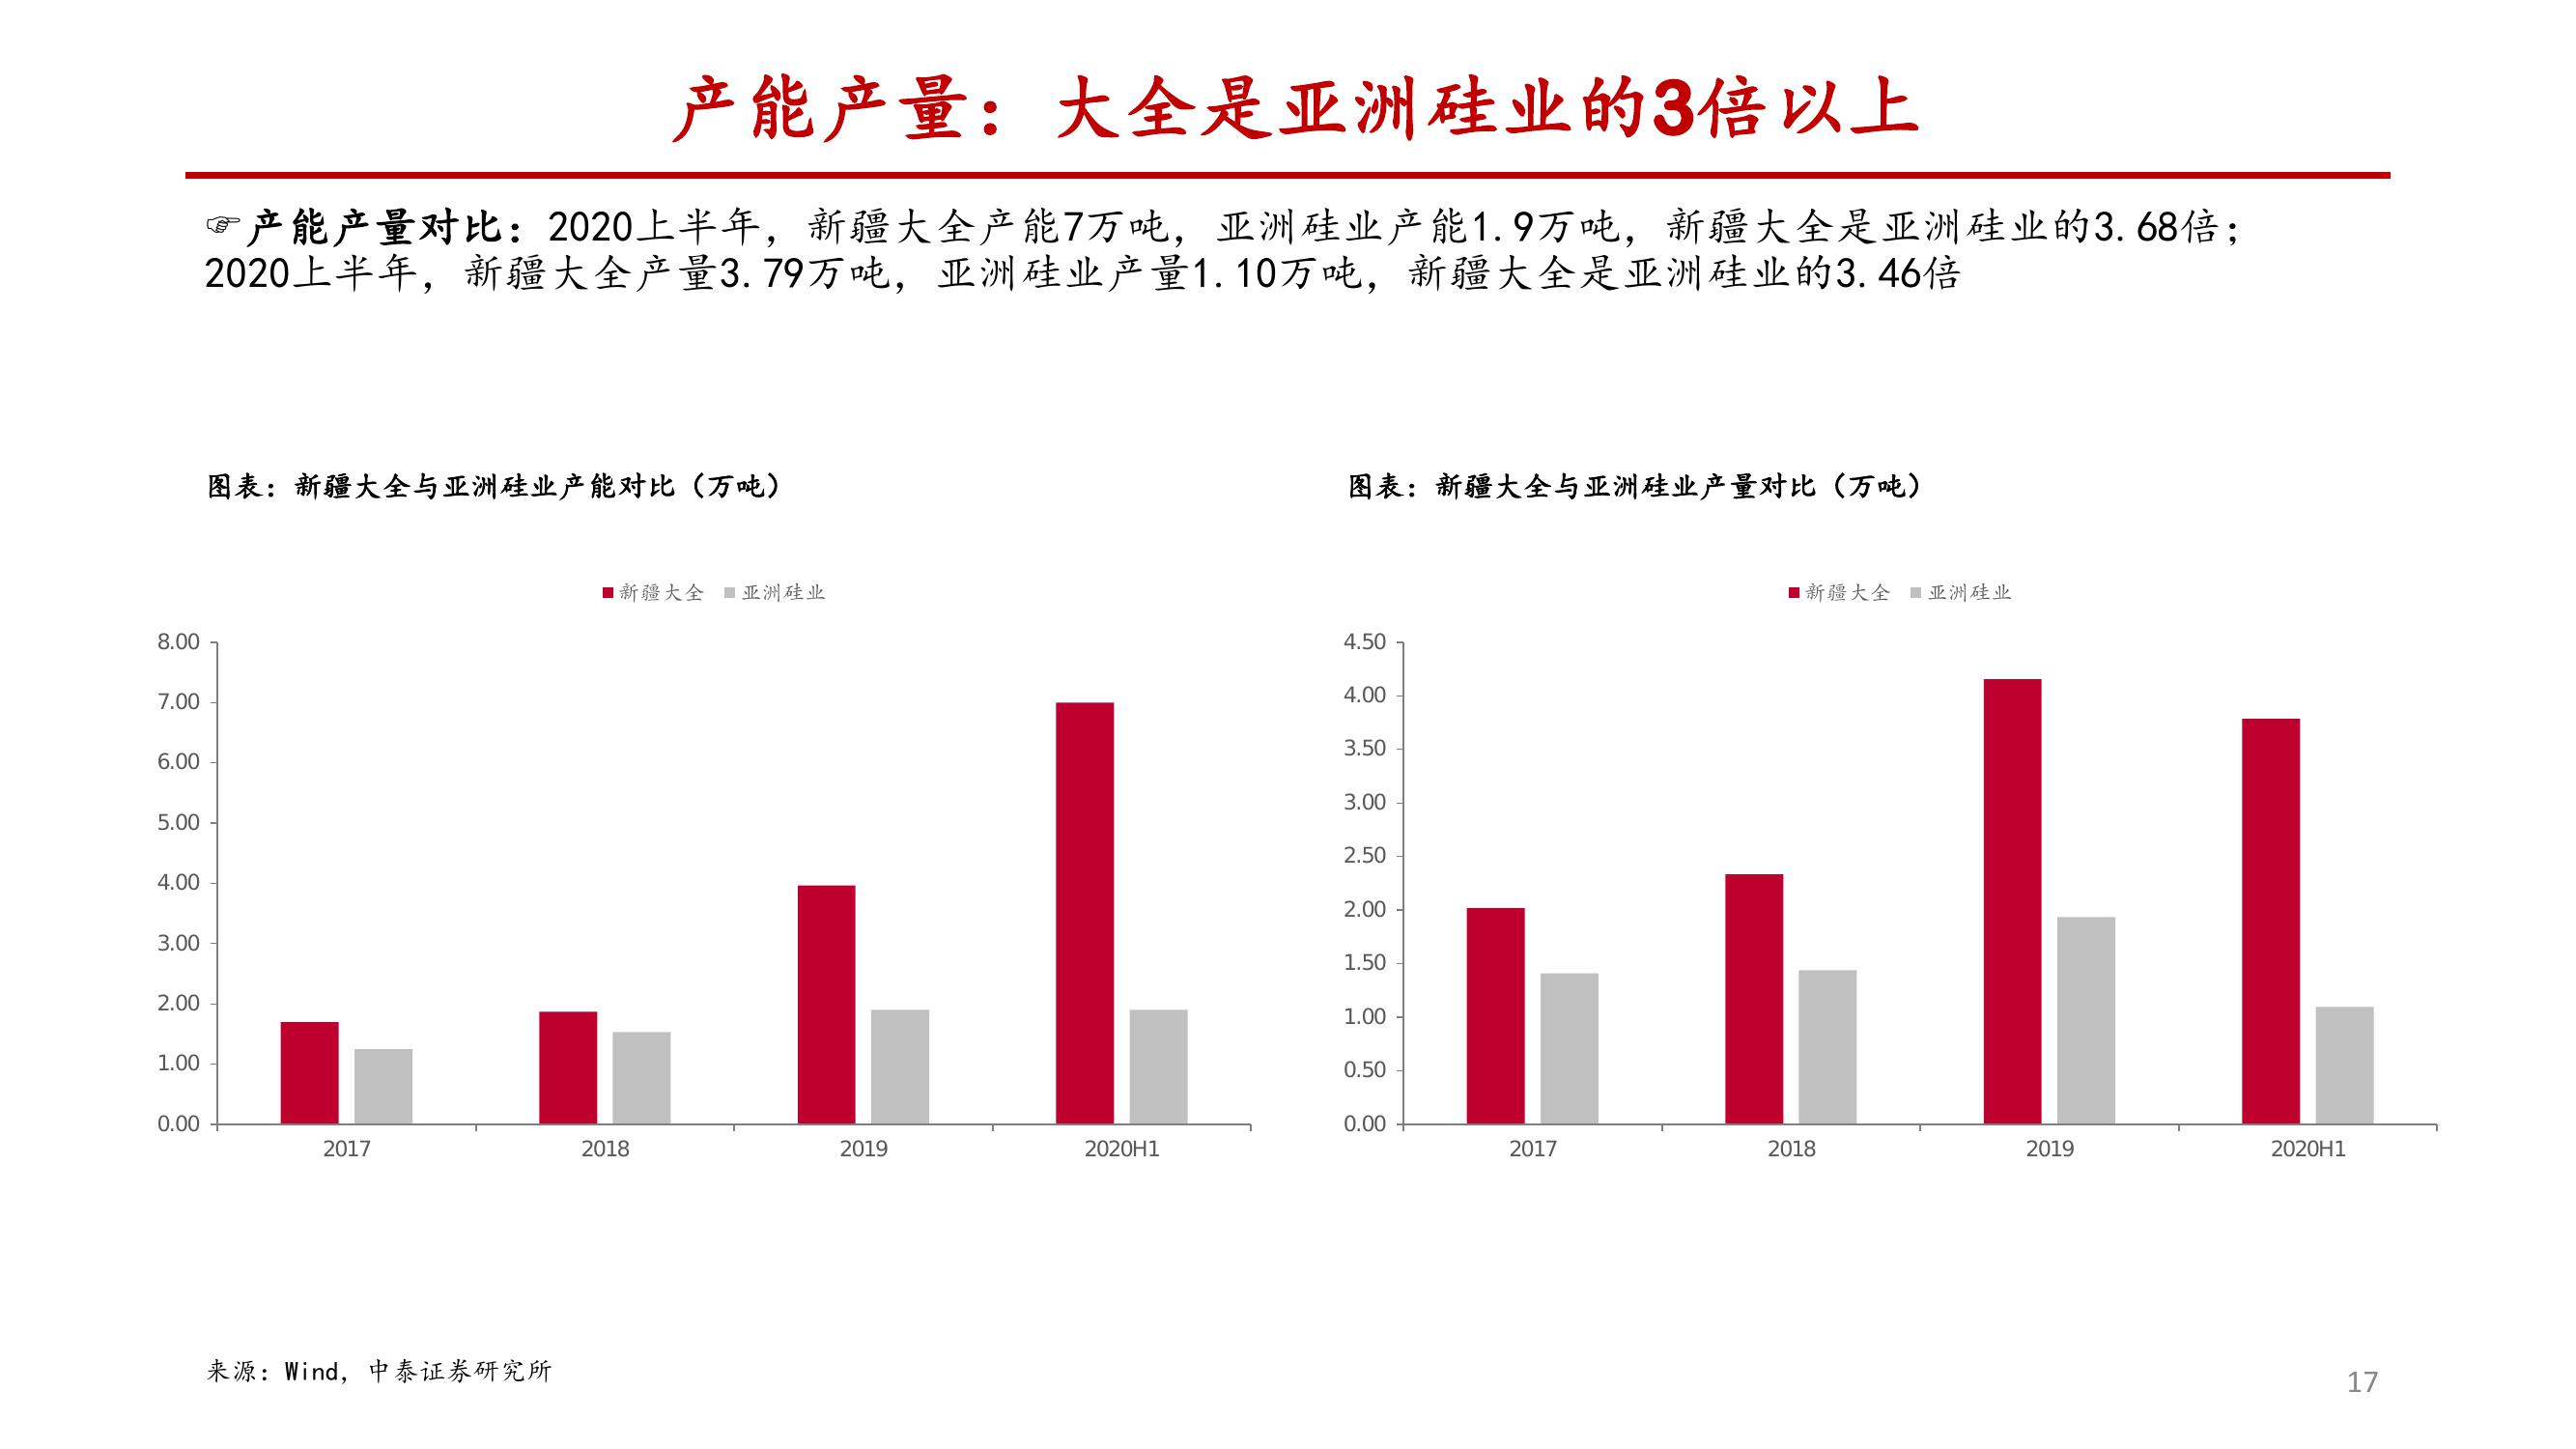 产能产量：大全是亚洲硅业的3倍以上
☞产能产量对比：2020上半年，新疆大全产能7万吨，亚洲硅业产能1.9万吨，新疆大全是亚洲硅业的3.68倍；
2020上半年，新疆大全产量3.79万吨，亚洲硅业产量1.10万吨，新疆大全是亚洲硅业的3.46倍
图表：新疆大全与亚洲硅业产能对比（万吨）
新疆大全 亚洲硅业
8.00
7.00
6.00
5.00
4.00
3.00
2.00
1.00
0.00
2017 2018 2019 2020H1
图表：新疆大全与亚洲硅业产量对比（万吨）
新疆大全 亚洲硅业
4.50
4.00
3.50
3.00
2.50
2.00
1.50
1.00
0.50
0.00
2017 2018 2019 2020H1
来源：Wind，中泰证券研究所
17